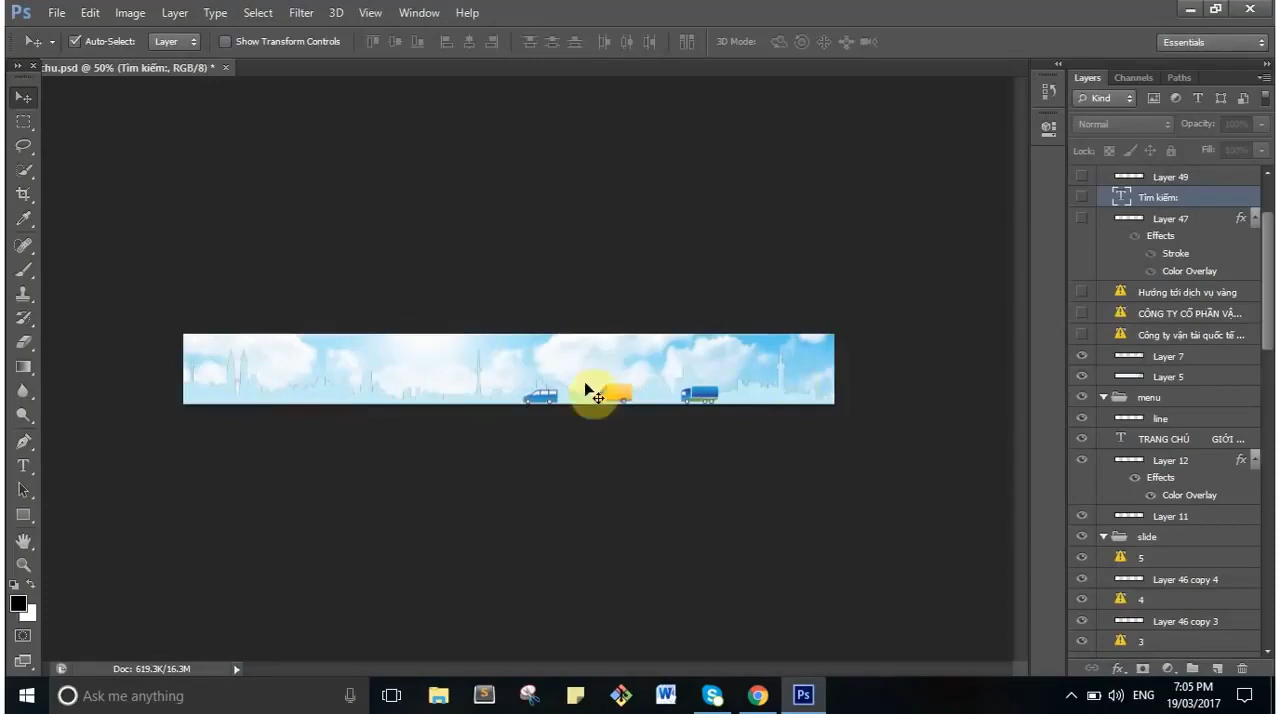 Ps File Edit Image Layer Type Select Filter 3D View Window Help
Auto-Select: Layer Show Transform Controls 3D Mode: Essentials
chu.psd @ 50% (Tìm kiếm:, RGB/8) * x
Layers Channels Paths
Kind
Normal Opacity: 100%
Lock: Fill: 100%
Layer 49
Tìm kiếm:
Layer 47 fx
Effects
Stroke
Color Overlay
Hướng tới dịch vụ vàng
CÔNG TY CỔ PHẦN VẬ...
Công ty vận tải quốc tế ...
Layer 7
Layer 5
menu
line
TRANG CHỦ GIỚI ...
Layer 12 fx
Effects
Color Overlay
Layer 11
slide
5
Layer 46 copy 4
4
Layer 46 copy 3
3
Doc: 619.3K/16.3M
Ask me anything
ENG
7:05 PM
19/03/2017